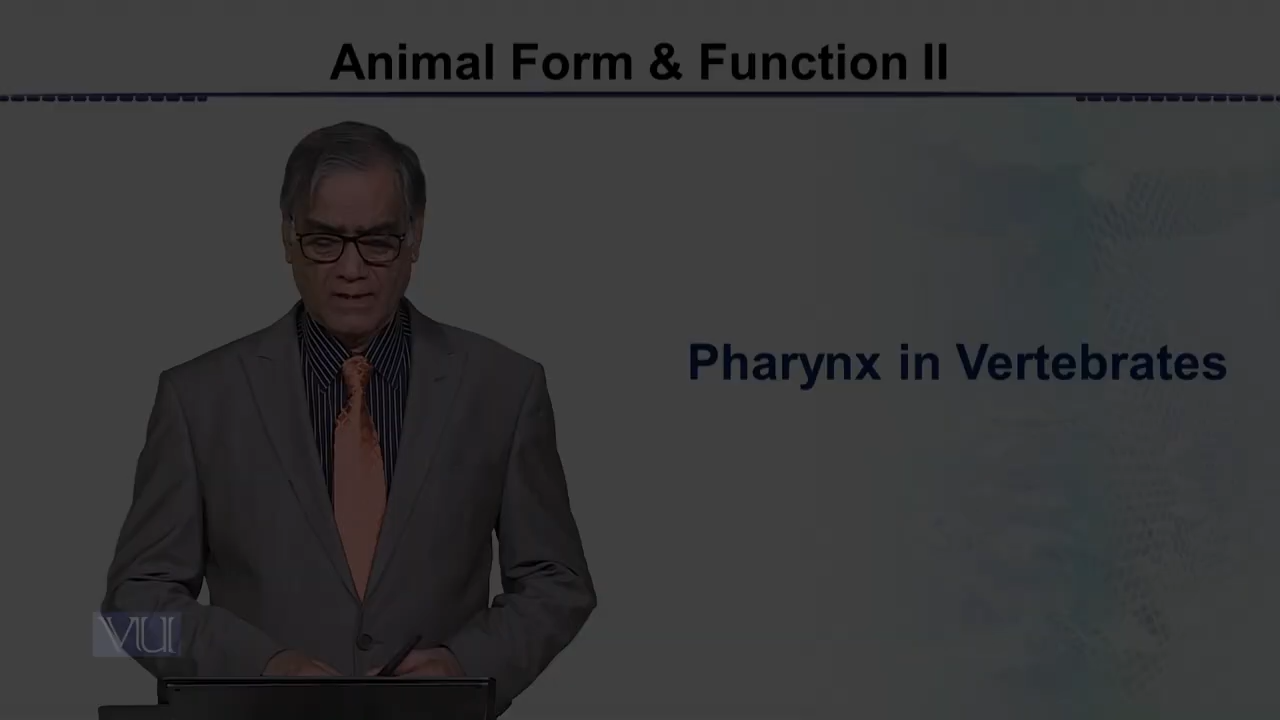 Animal Form & Function II
Pharynx in Vertebrates
VU